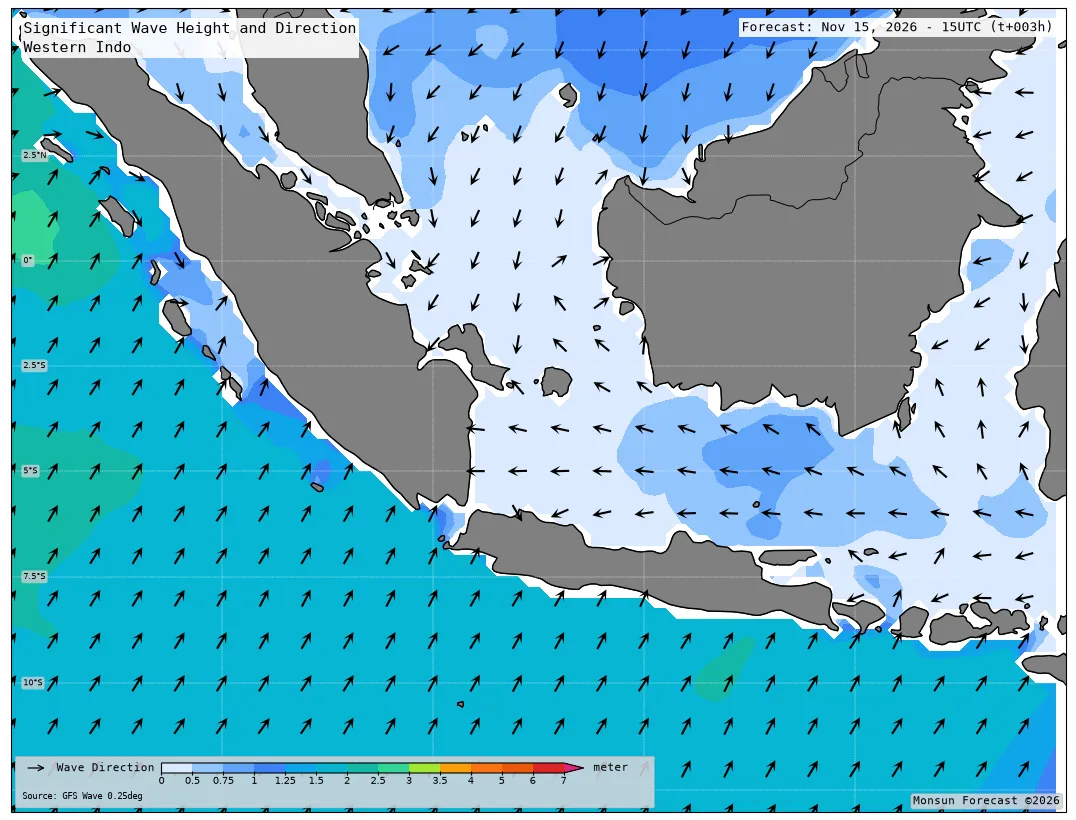 Significant Wave Height and Direction
Western Indo
Forecast: Nov 15, 2026 - 15UTC (t+003h)
2.5°N
0°
2.5°S
5°S
7.5°S
10°S
Wave Direction
meter
0 0.5 0.75 1 1.25 1.5 2 2.5 3 3.5 4 5 6 7
Source: GFS Wave 0.25deg
Monsun Forecast ©2026